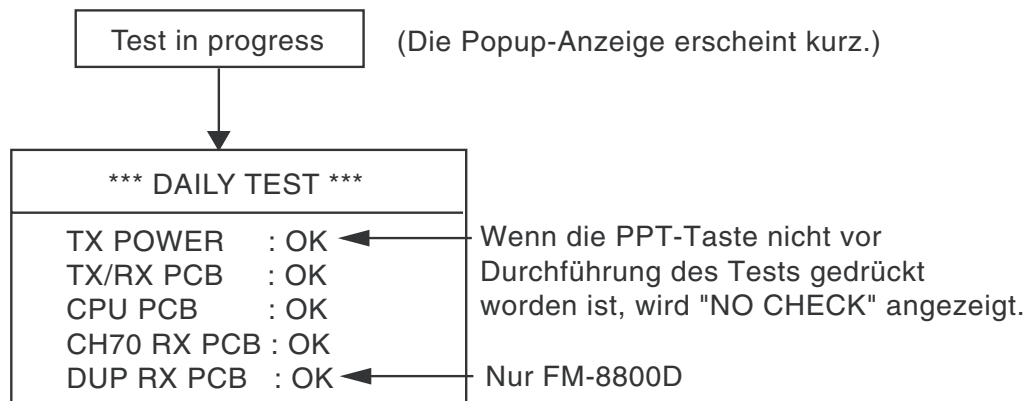 Test in progress (Die Popup-Anzeige erscheint kurz.)
*** DAILY TEST ***
TX POWER : OK
TX/RX PCB : OK
CPU PCB : OK
CH70 RX PCB : OK
DUP RX PCB : OK
Wenn die PPT-Taste nicht vor
Durchführung des Tests gedrückt
worden ist, wird "NO CHECK" angezeigt.
Nur FM-8800D